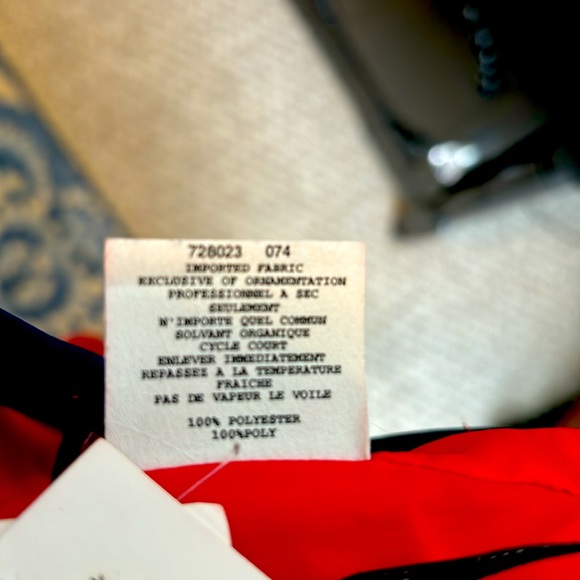 728023 074
IMPORTED FABRIC
EXCLUSIVE OF ORNAMENTATION
PROFESSIONNEL A SEC
SEULEMENT
N'IMPORTE QUEL COMMUN
SOLVANT ORGANIQUE
CYCLE COURT
ENLEVER IMMEDIATEMENT
REPASSEZ A LA TEMPERATURE
FRAICHE
PAS DE VAPEUR LE VOILE
100% POLYESTER
100%POLY